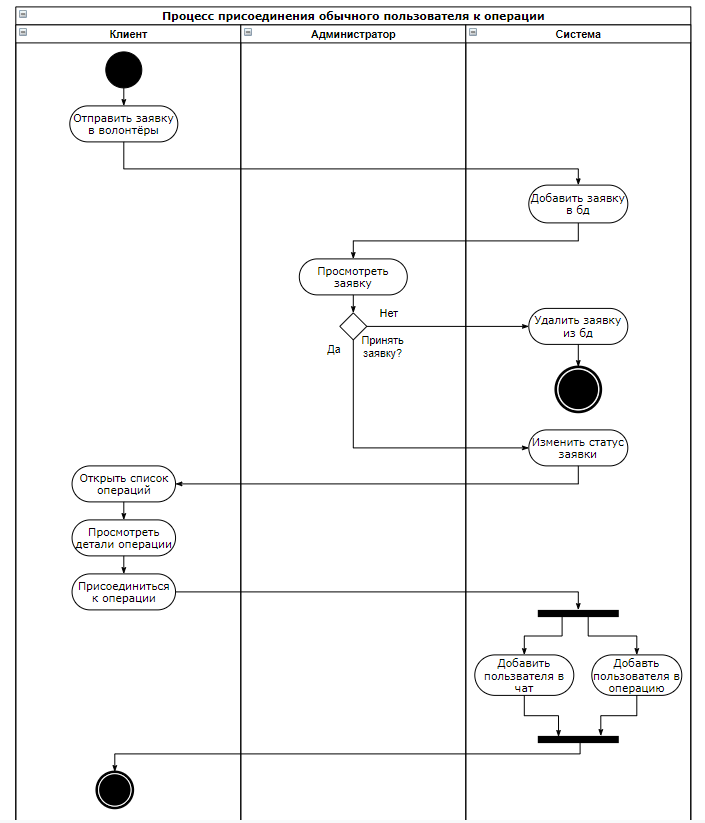 Процесс присоединения обычного пользователя к операции
Клиент
Администратор
Система
Отправить заявку
в волонтёры
Добавить заявку
в бд
Просмотреть
заявку
Нет
Удалить заявку
из бд
Да
Принять
заявку?
Изменить статус
заявки
Открыть список
операций
Просмотреть
детали операции
Присоединиться
к операции
Добавить
пользвателя в
чат
Добавть
пользователя в
операцию